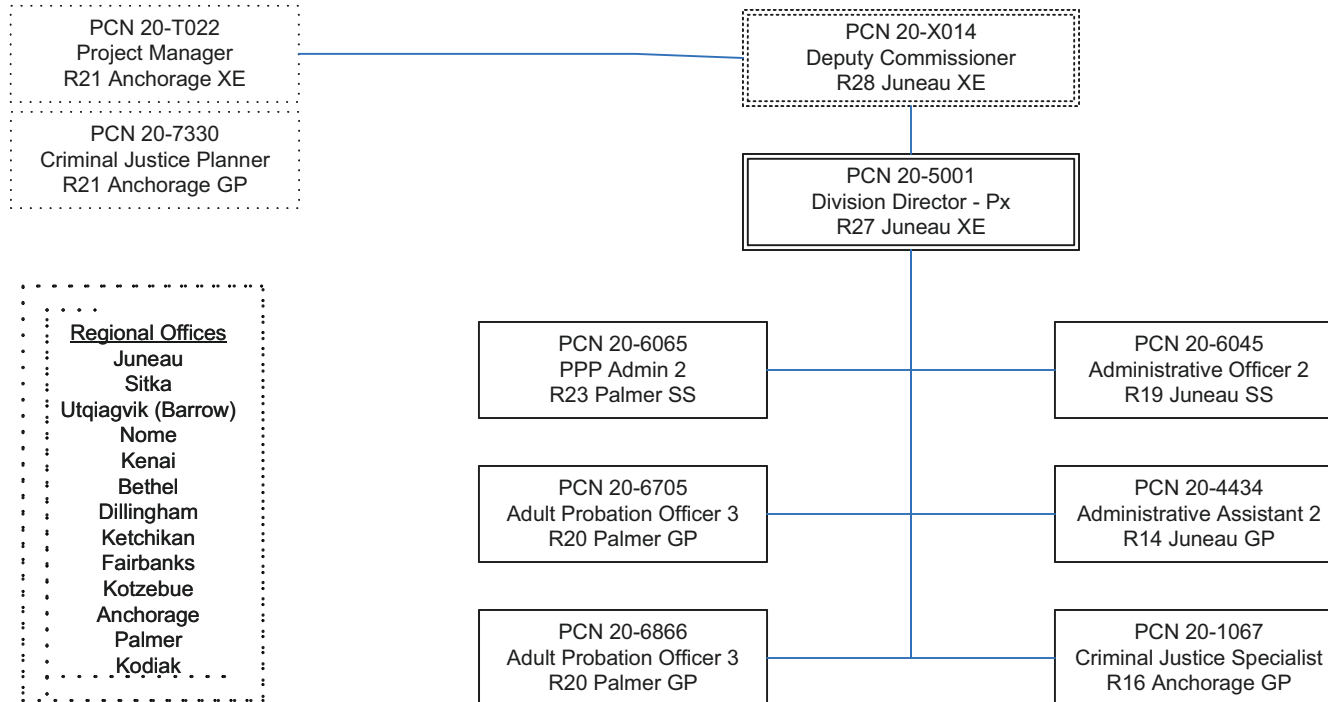 PCN 20-T022
Project Manager
R21 Anchorage XE
PCN 20-7330
Criminal Justice Planner
R21 Anchorage GP
PCN 20-X014
Deputy Commissioner
R28 Juneau XE
PCN 20-5001
Division Director - Px
R27 Juneau XE
Regional Offices
Juneau
Sitka
Utqiagvik (Barrow)
Nome
Kenai
Bethel
Dillingham
Ketchikan
Fairbanks
Kotzebue
Anchorage
Palmer
Kodiak
PCN 20-6065
PPP Admin 2
R23 Palmer SS
PCN 20-6045
Administrative Officer 2
R19 Juneau SS
PCN 20-6705
Adult Probation Officer 3
R20 Palmer GP
PCN 20-4434
Administrative Assistant 2
R14 Juneau GP
PCN 20-6866
Adult Probation Officer 3
R20 Palmer GP
PCN 20-1067
Criminal Justice Specialist
R16 Anchorage GP